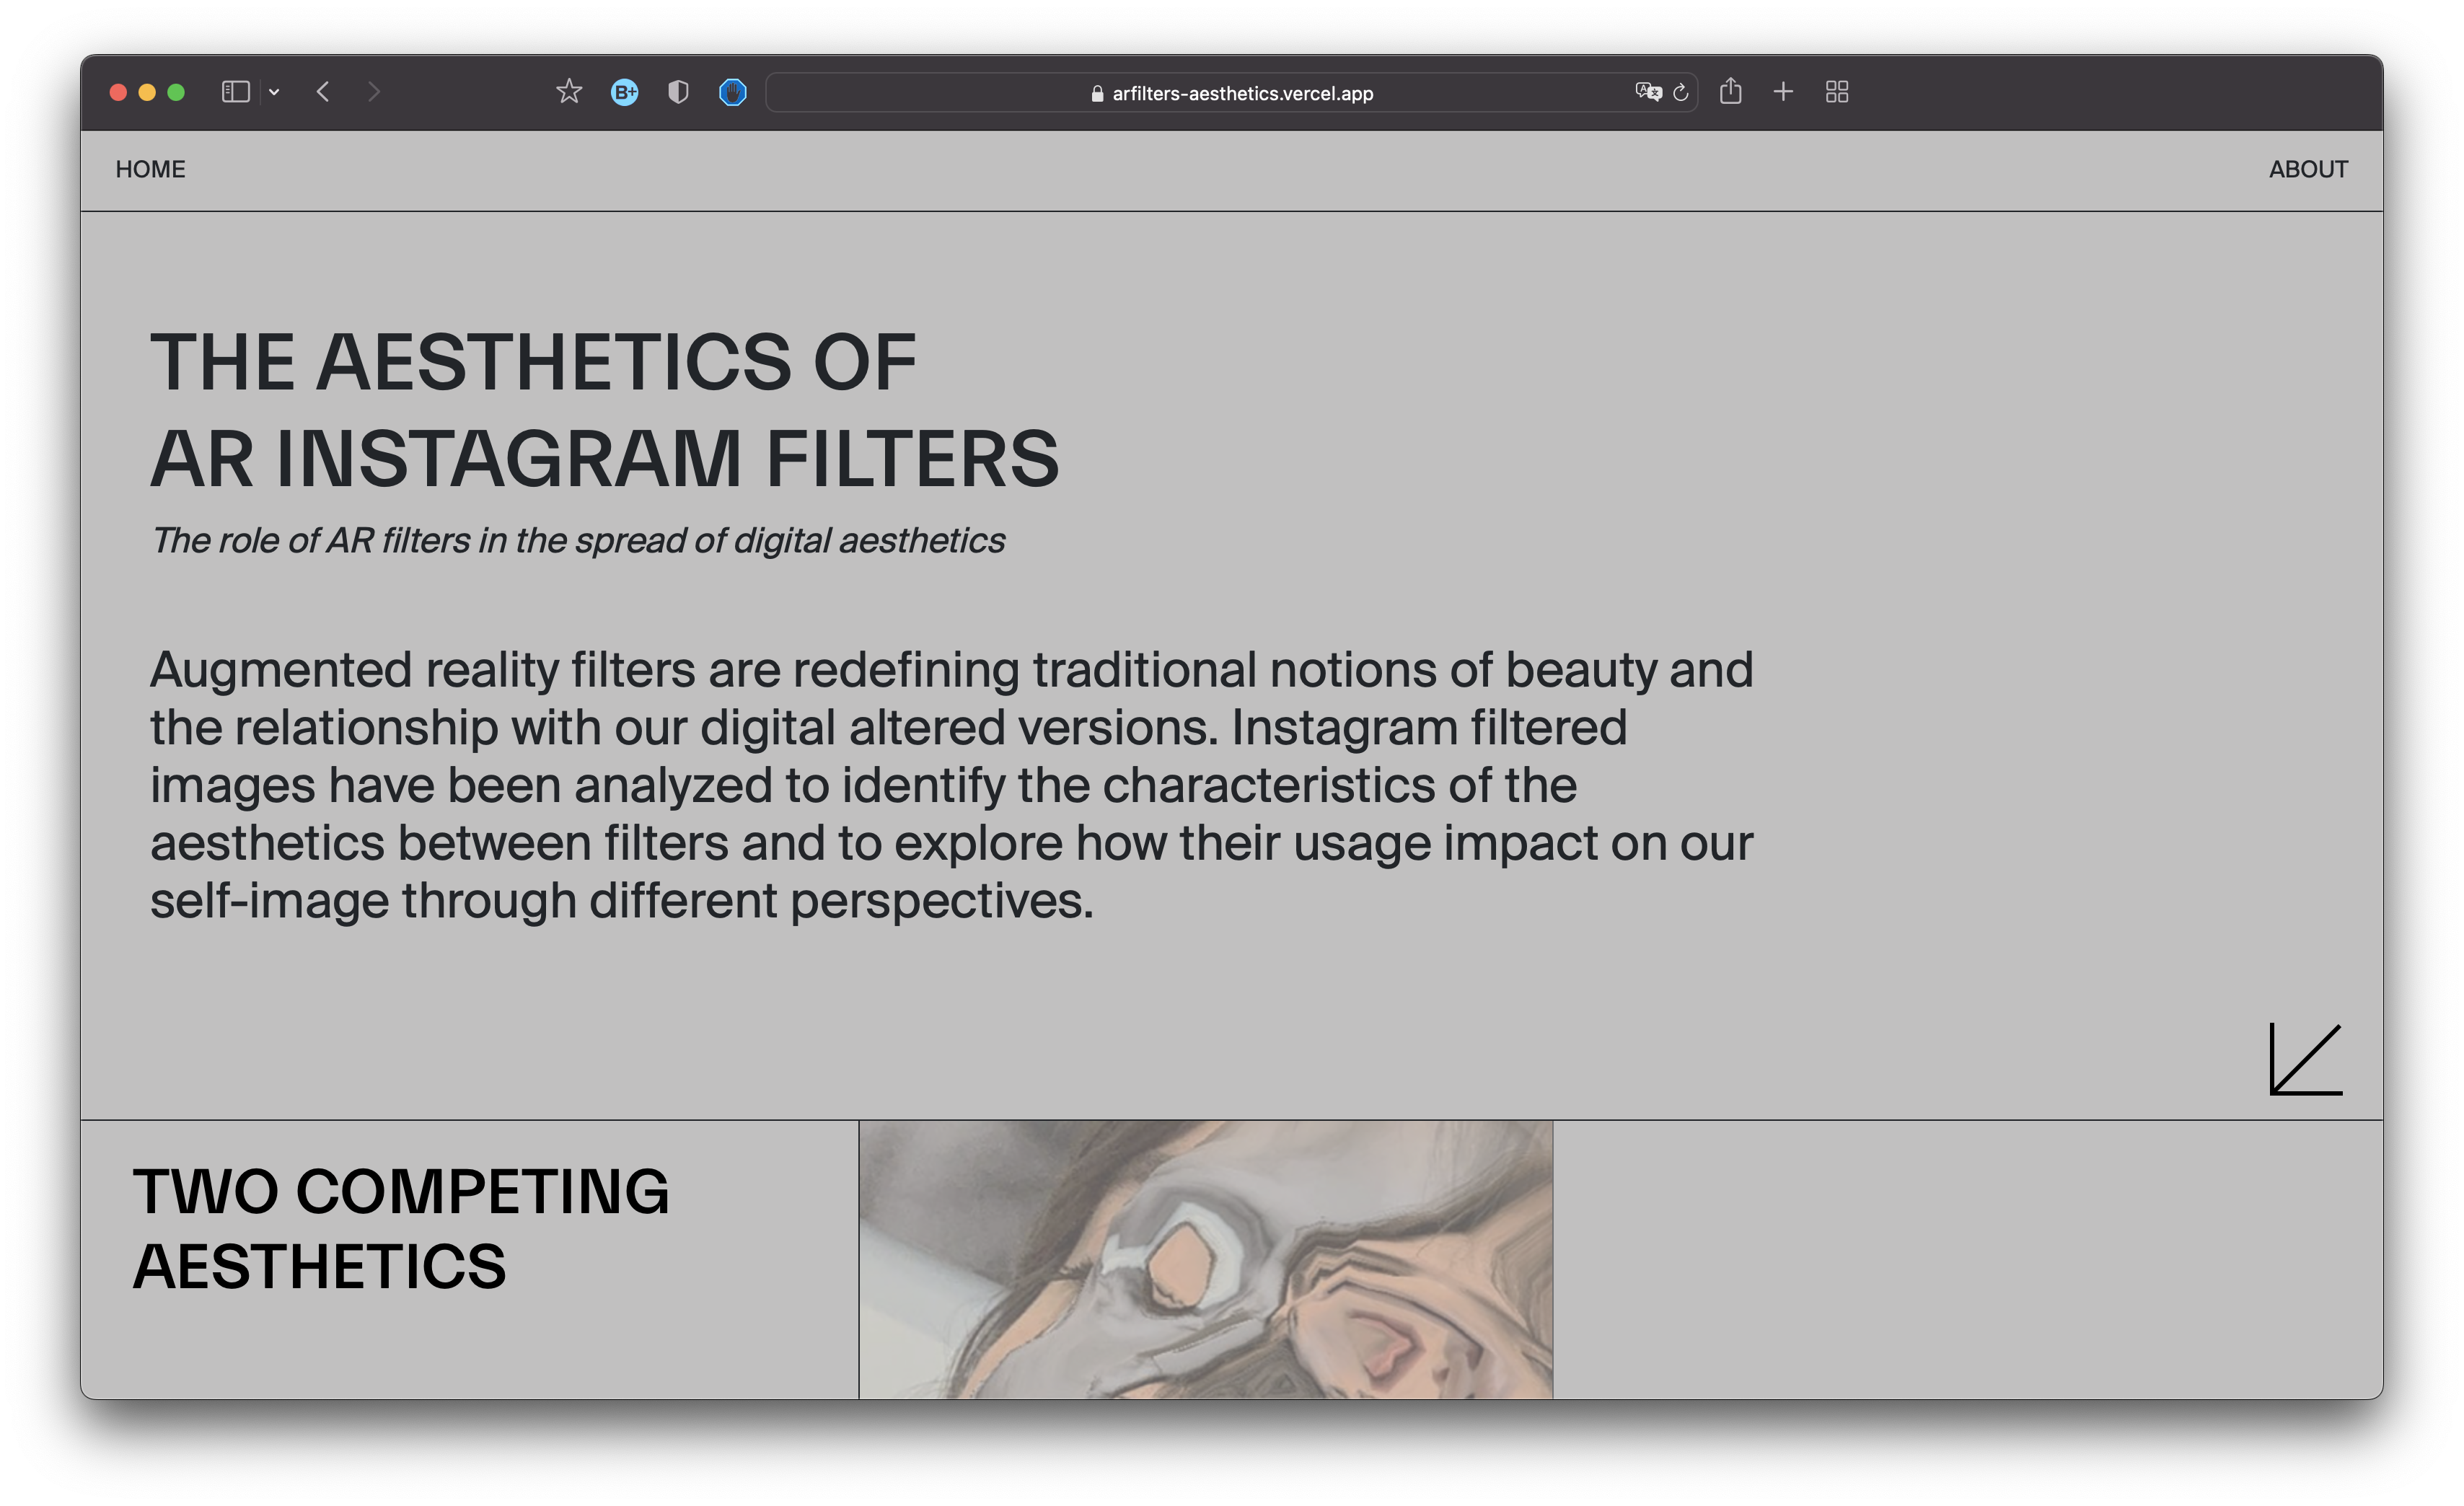 B+
arfilters-aesthetics.vercel.app
HOME
ABOUT
THE AESTHETICS OF
AR INSTAGRAM FILTERS
The role of AR filters in the spread of digital aesthetics
Augmented reality filters are redefining traditional notions of beauty and
the relationship with our digital altered versions. Instagram filtered
images have been analyzed to identify the characteristics of the
aesthetics between filters and to explore how their usage impact on our
self-image through different perspectives.
TWO COMPETING
AESTHETICS